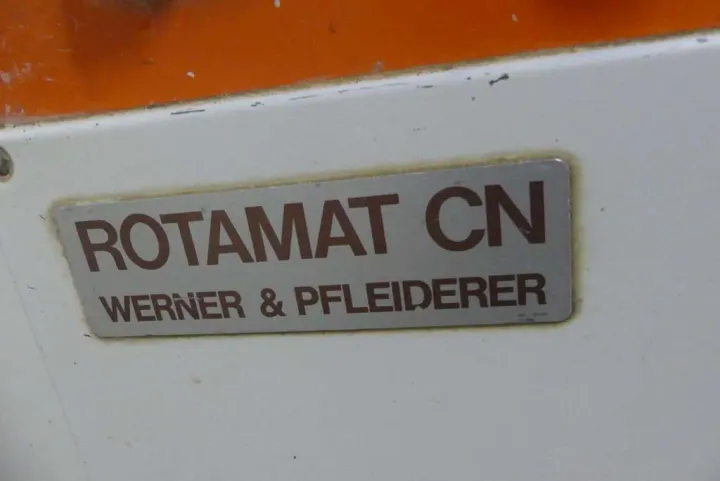 ROTAMAT CN
WERNER & PFLEIDERER